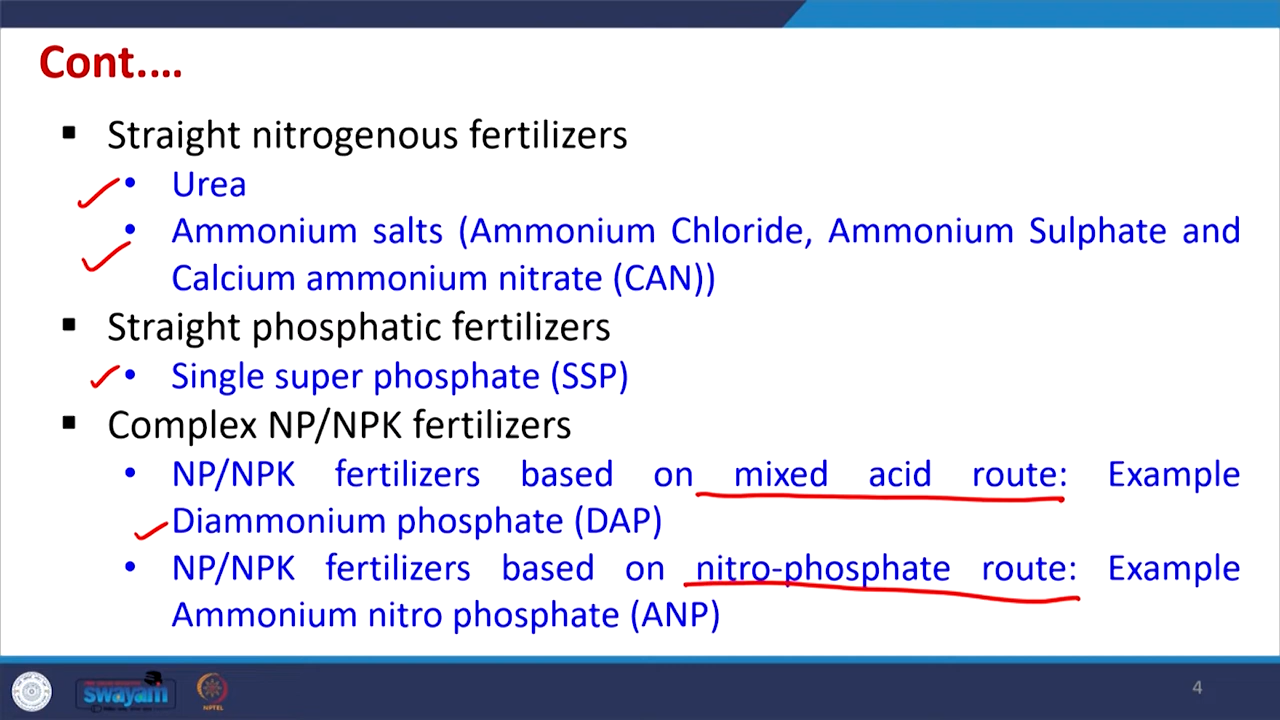 Cont.…
▪ Straight nitrogenous fertilizers
• Urea
• Ammonium salts (Ammonium Chloride, Ammonium Sulphate and
Calcium ammonium nitrate (CAN))
▪ Straight phosphatic fertilizers
• Single super phosphate (SSP)
▪ Complex NP/NPK fertilizers
• NP/NPK fertilizers based on mixed acid route: Example
Diammonium phosphate (DAP)
• NP/NPK fertilizers based on nitro-phosphate route: Example
Ammonium nitro phosphate (ANP)
swayam
NPTEL
4